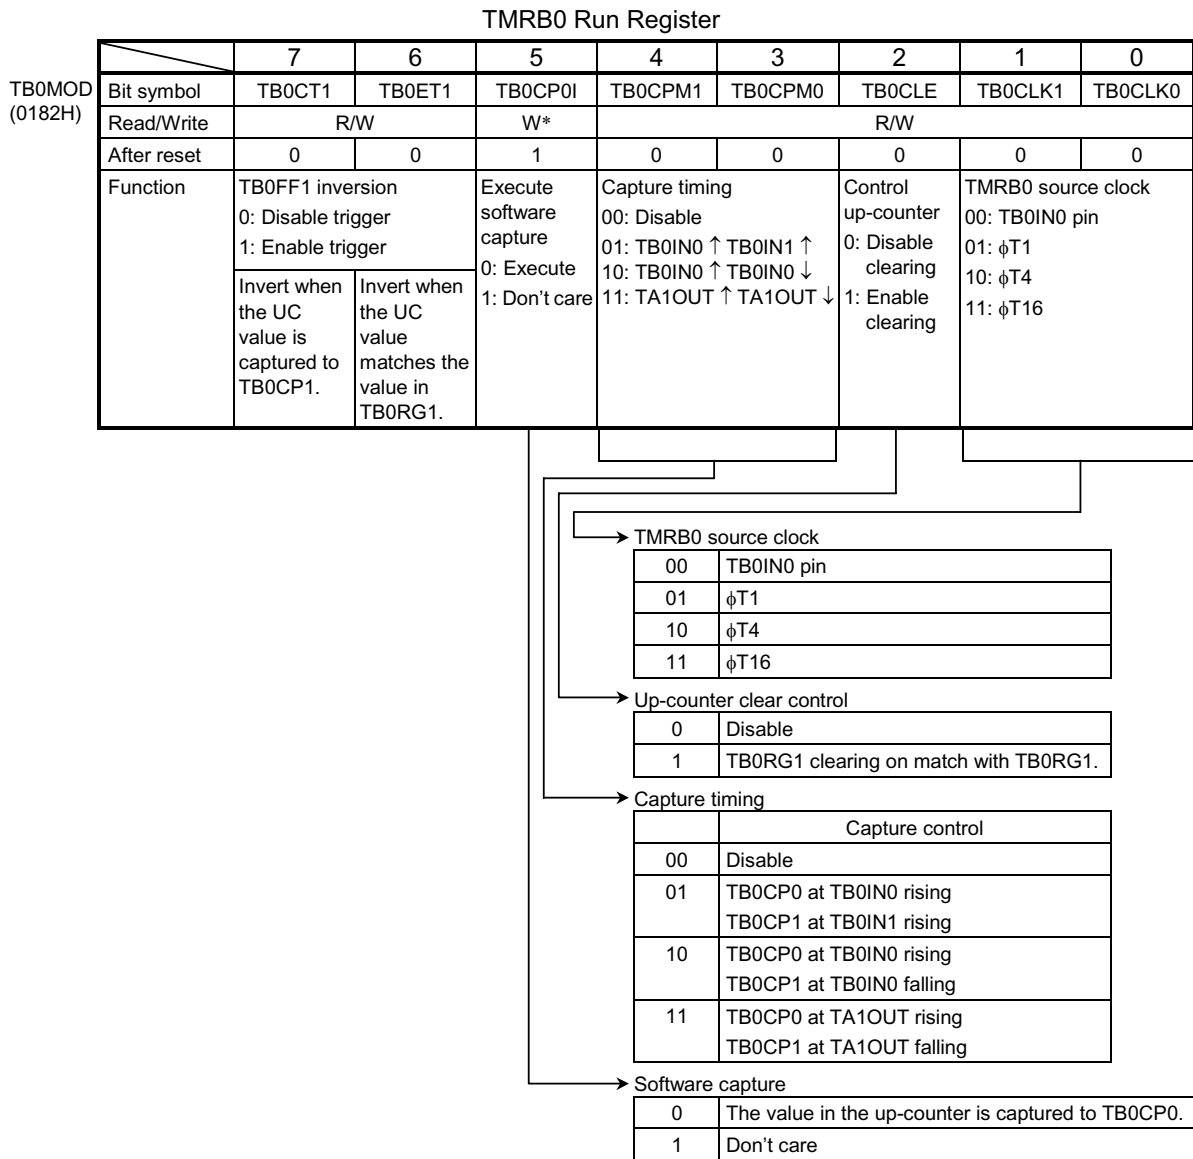 TMRB0 Run Register
7 6 5 4 3 2 1 0
TB0MOD
(0182H)
Bit symbol TB0CT1 TB0ET1 TB0CP0I TB0CPM1 TB0CPM0 TB0CLE TB0CLK1 TB0CLK0
Read/Write R/W W* R/W
After reset 0 0 1 0 0 0 0 0
Function
TB0FF1 inversion
0: Disable trigger
1: Enable trigger
Invert when
the UC
value is
captured to
TB0CP1.
Invert when
the UC
value
matches the
value in
TB0RG1.
Execute
software
capture
0: Execute
1: Don't care
Capture timing
00: Disable
01: TB0IN0 ↑ TB0IN1 ↑
10: TB0IN0 ↑ TB0IN0 ↓
11: TA1OUT ↑ TA1OUT ↓
Control
up-counter
0: Disable
clearing
1: Enable
clearing
TMRB0 source clock
00: TB0IN0 pin
01: ϕT1
10: ϕT4
11: ϕT16
TMRB0 source clock
00 TB0IN0 pin
01 ϕT1
10 ϕT4
11 ϕT16
Up-counter clear control
0 Disable
1 TB0RG1 clearing on match with TB0RG1.
Capture timing
Capture control
00 Disable
01 TB0CP0 at TB0IN0 rising
TB0CP1 at TB0IN1 rising
10 TB0CP0 at TB0IN0 rising
TB0CP1 at TB0IN0 falling
11 TB0CP0 at TA1OUT rising
TB0CP1 at TA1OUT falling
Software capture
0 The value in the up-counter is captured to TB0CP0.
1 Don't care